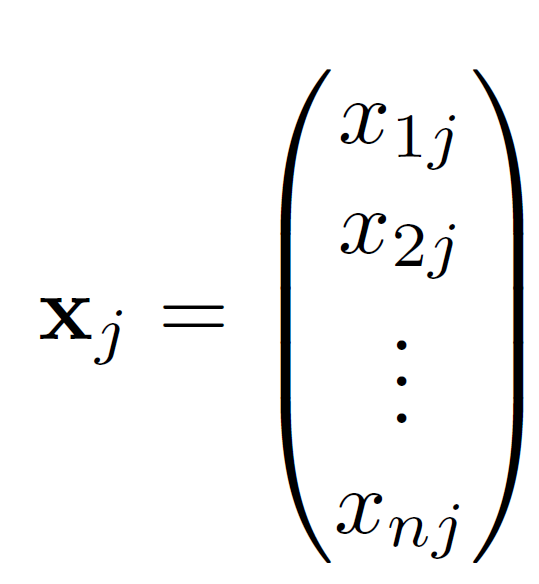 x_{1j}
x_{2j}
𝐱_j = ⋮
x_{nj}